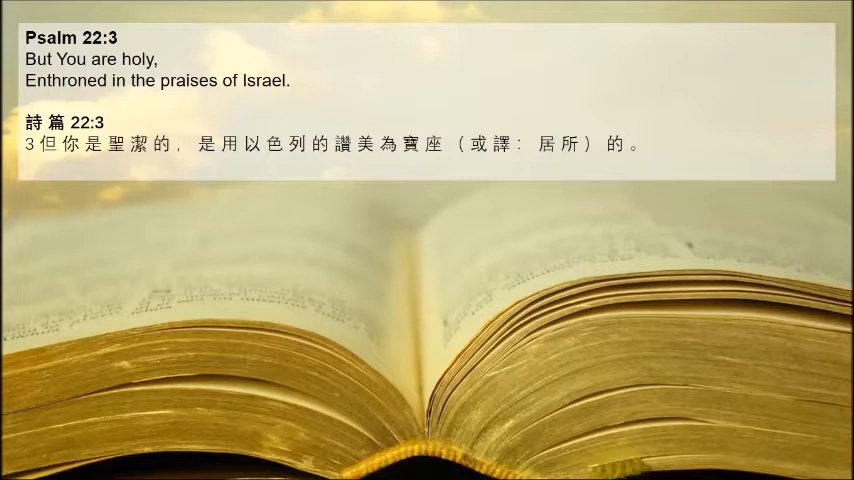 Psalm 22:3
But You are holy,
Enthroned in the praises of Israel.
詩 篇 22:3
3但你是聖潔的，是用以色列的讚美為寶座（或譯：居所）的。